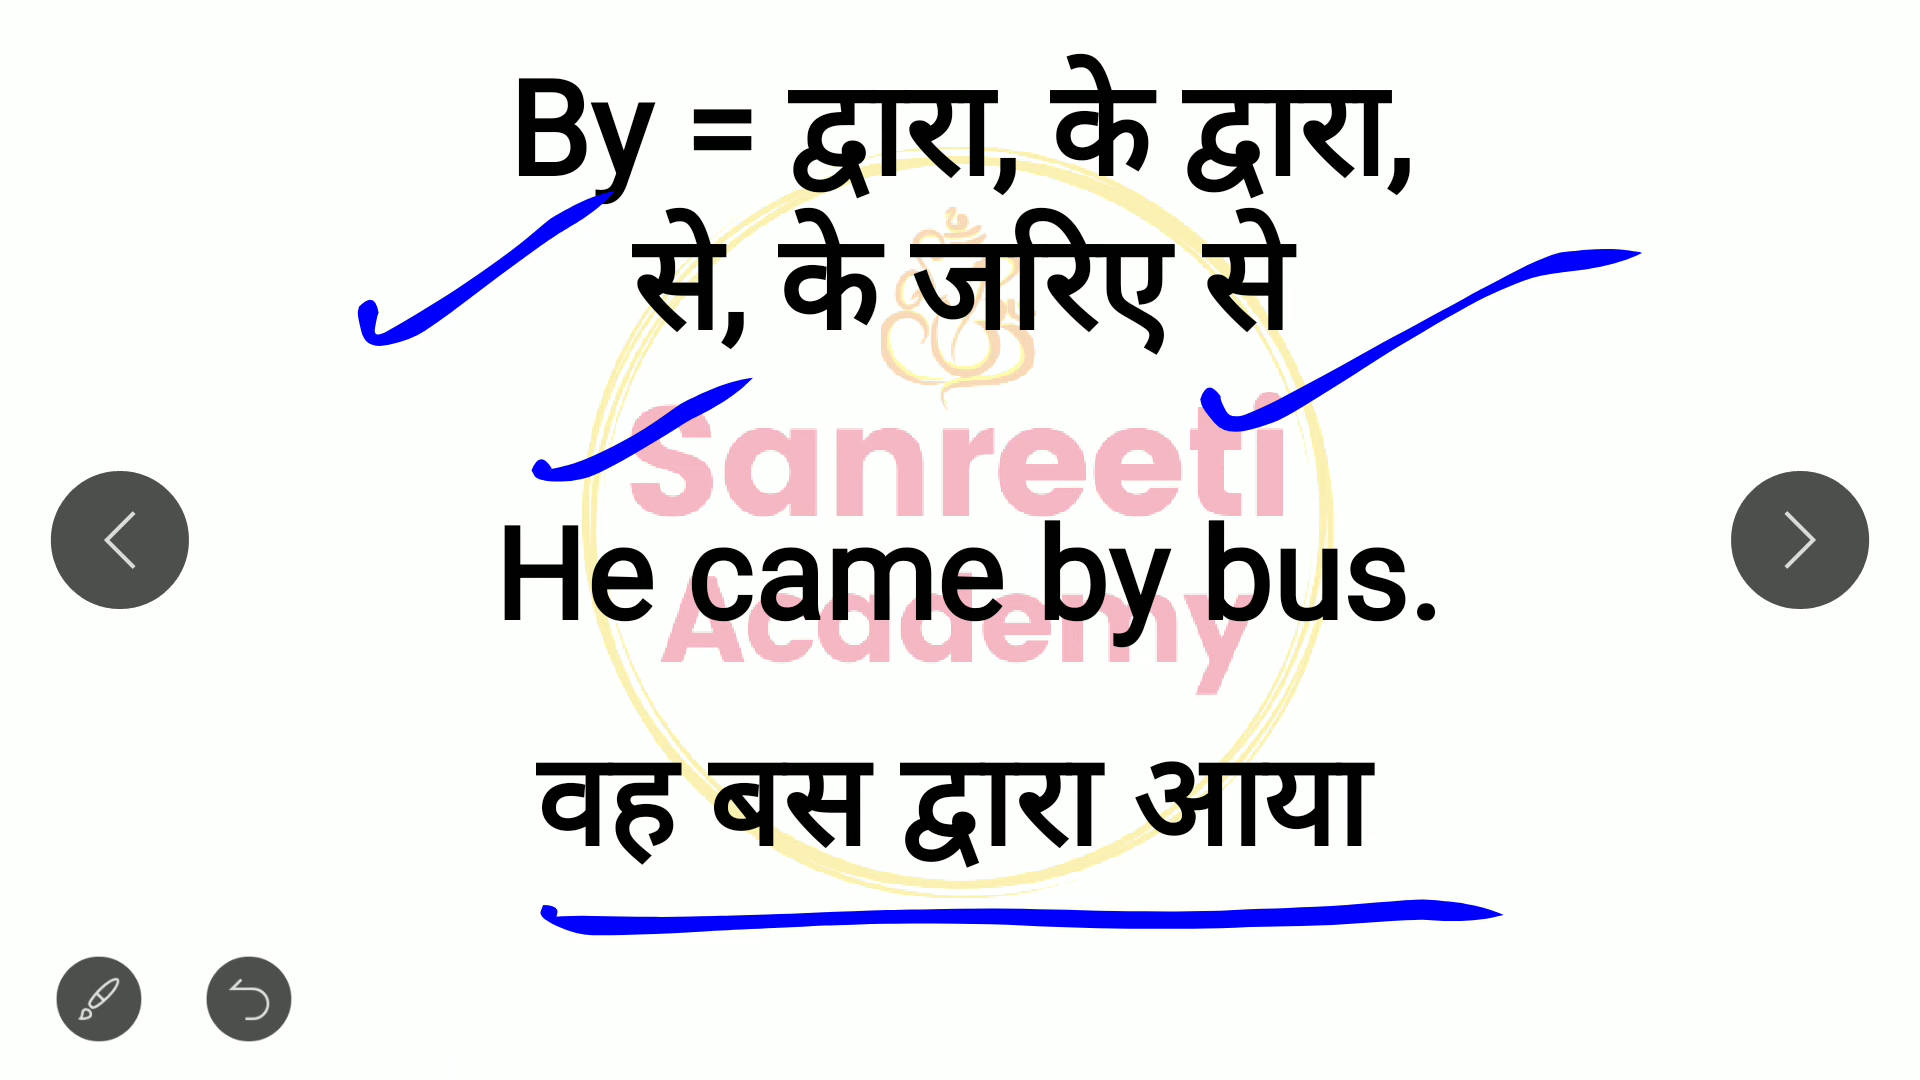 By = द्वारा, के द्वारा,
से, के जरिए से
Sanreeti
He came by bus.
Academy
वह बस द्वारा आया